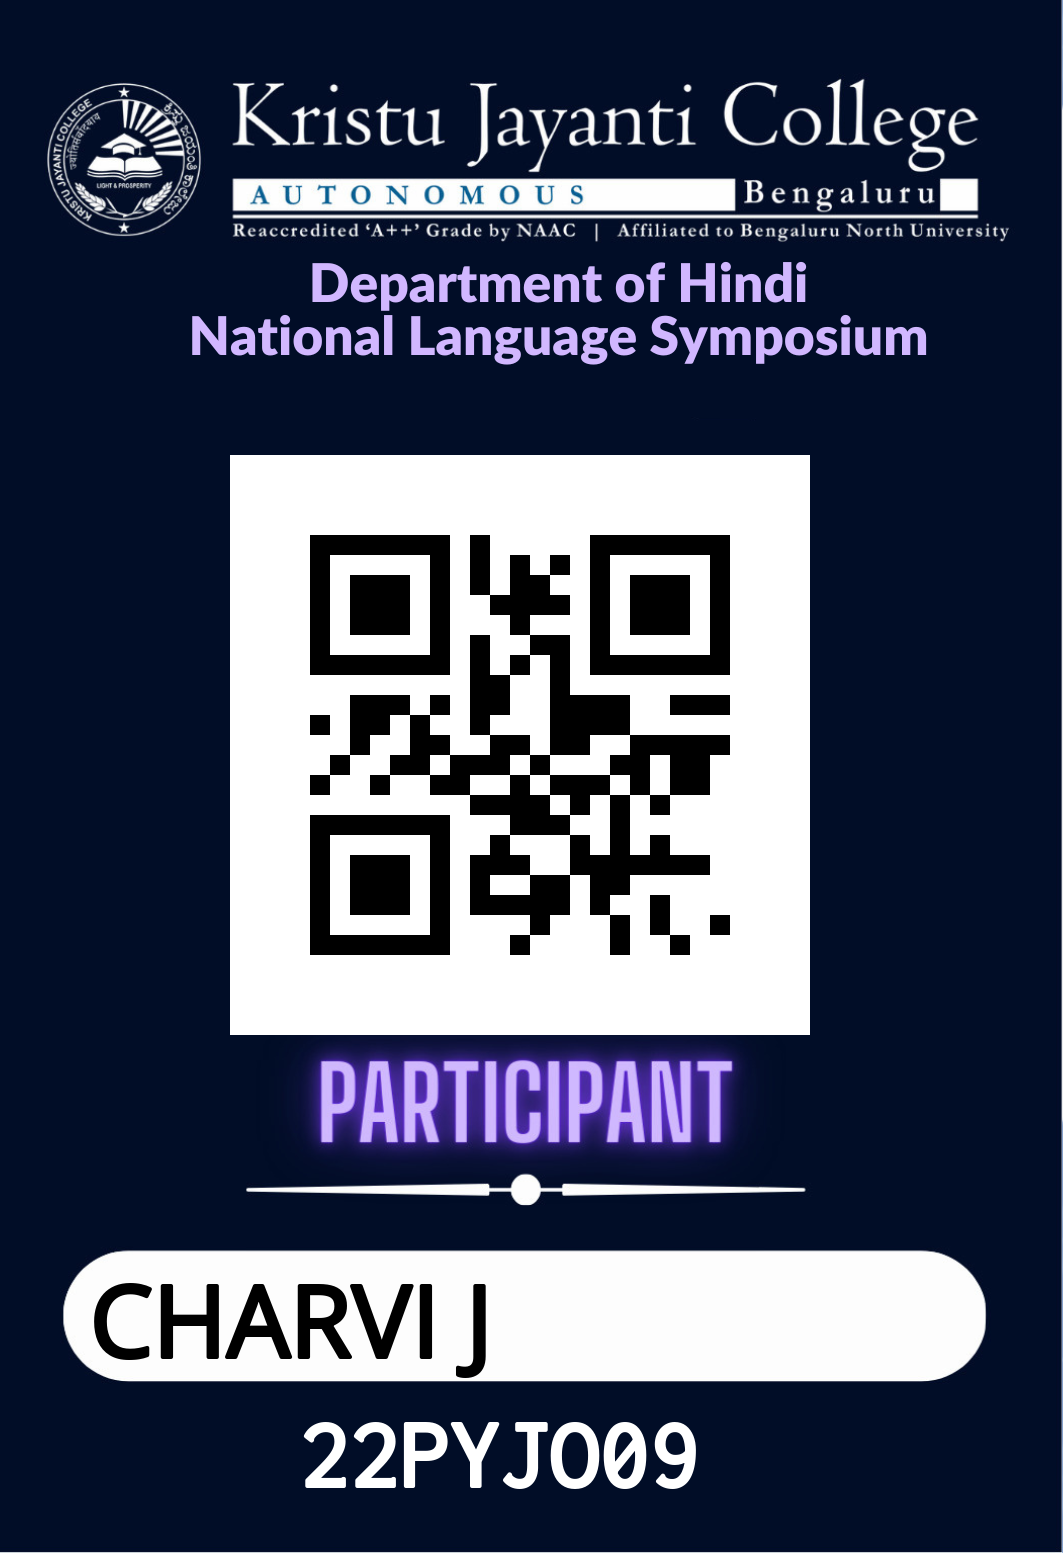 KRISTU JAYANTI COLLEGE
LIGHT & PROSPERITY
Kristu Jayanti College
AUTONOMOUS Bengaluru
Reaccredited ‘A++’ Grade by NAAC | Affiliated to Bengaluru North University
Department of Hindi
National Language Symposium
PARTICIPANT
CHARVI J
22PYJO09